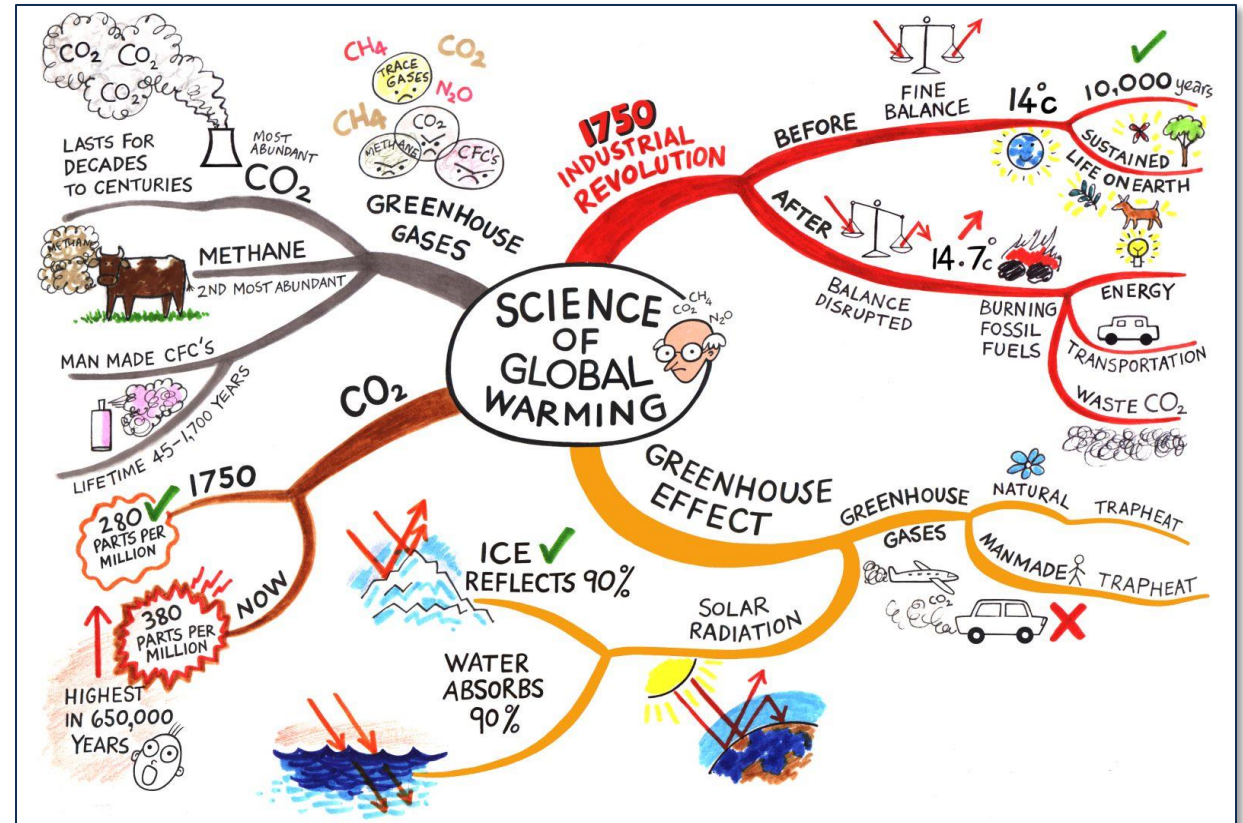 SCIENCE
OF
GLOBAL
WARMING
CH4
CO2
N2O
1750
INDUSTRIAL
REVOLUTION
BEFORE
FINE
BALANCE
14°C
10,000 years
SUSTAINED
LIFE ON EARTH
AFTER
BALANCE
DISRUPTED
14.7°C
BURNING
FOSSIL
FUELS
ENERGY
TRANSPORTATION
WASTE CO2
GREENHOUSE
EFFECT
GREENHOUSE
GASES
NATURAL
TRAPHEAT
MANMADE
TRAPHEAT
CO2
SOLAR
RADIATION
ICE
REFLECTS 90%
WATER
ABSORBS
90%
CO2
1750
280
PARTS PER
MILLION
NOW
380
PARTS PER
MILLION
HIGHEST
IN 650,000
YEARS
GREENHOUSE
GASES
CH4
CO2
TRACE
GASES
N2O
CH4
CO2
METHANE
CFC'S
CO2
CO2
CO2
MOST
ABUNDANT
CO2
LASTS FOR
DECADES
TO CENTURIES
METHANE
METHANE
2ND MOST ABUNDANT
MAN MADE CFC'S
LIFETIME 45-1,700 YEARS